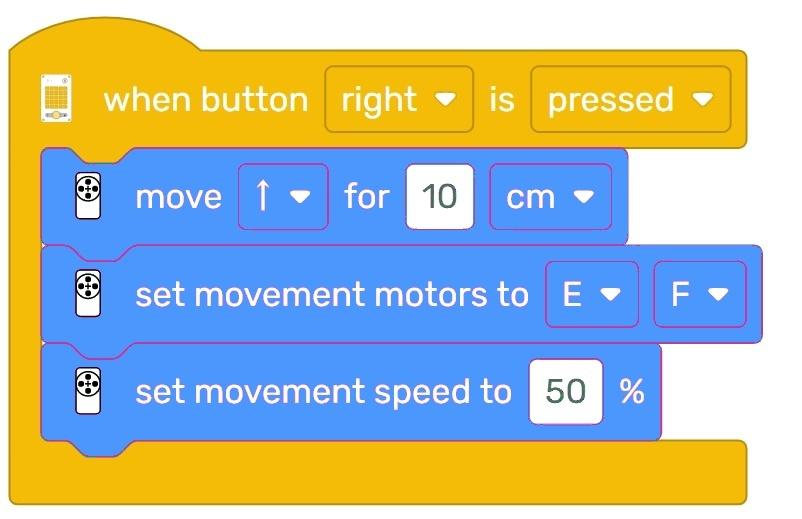 when button right is pressed
move ↑ for 10 cm
set movement motors to E F
set movement speed to 50 %